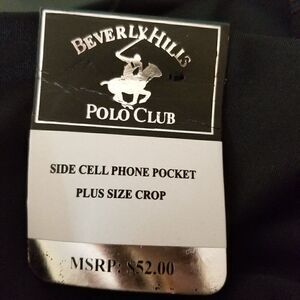 BEVERLY HILLS
POLO CLUB
SIDE CELL PHONE POCKET
PLUS SIZE CROP
MSRP: $52.00